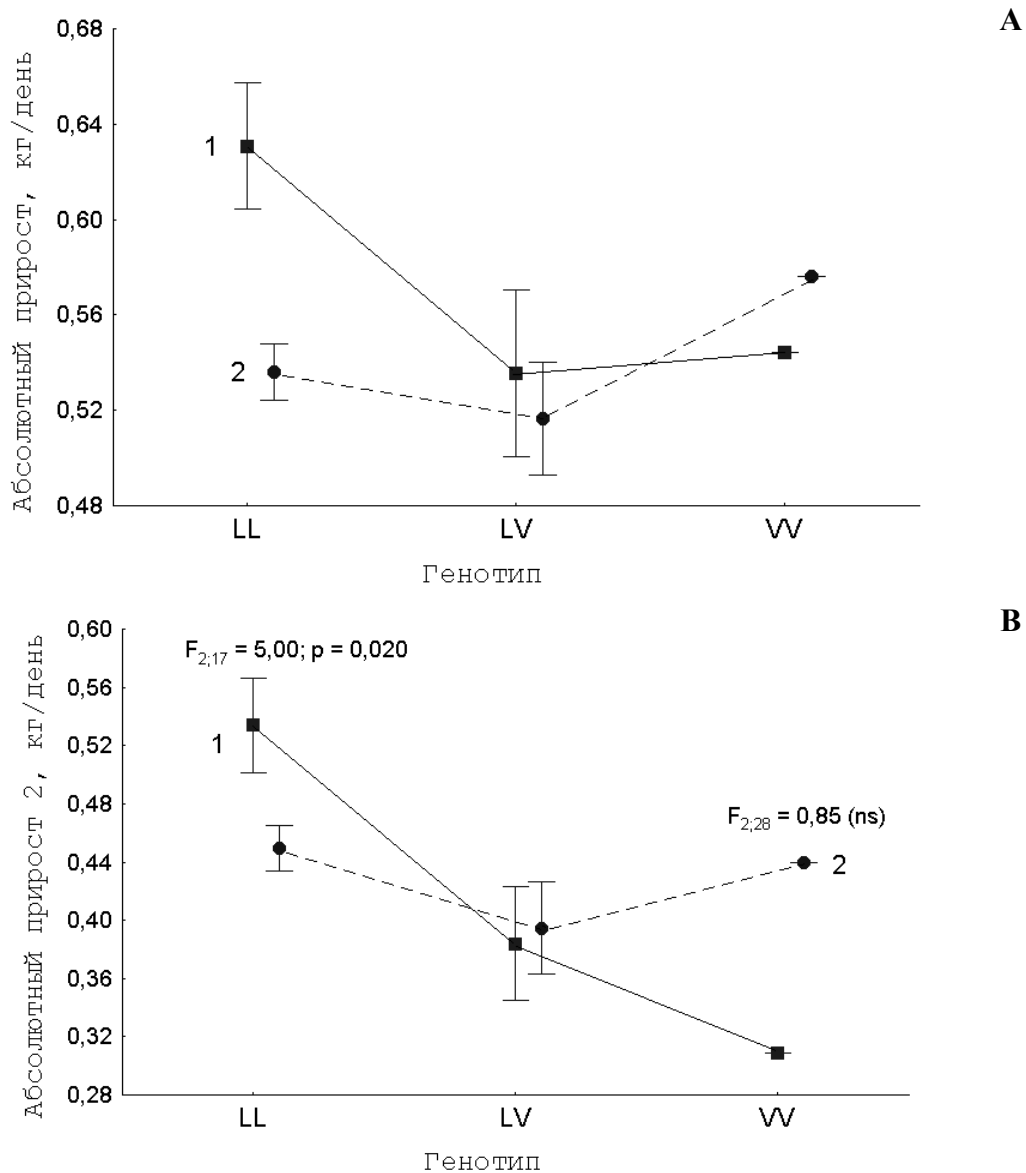 A
Абсолютный прирост, кг/день
0,68
0,64
0,60
0,56
0,52
0,48
1
2
LL
LV
VV
Генотип
B
Абсолютный прирост 2, кг/день
0,60
0,56
0,52
0,48
0,44
0,40
0,36
0,32
0,28
F2;17 = 5,00; p = 0,020
1
F2;28 = 0,85 (ns)
2
LL
LV
VV
Генотип